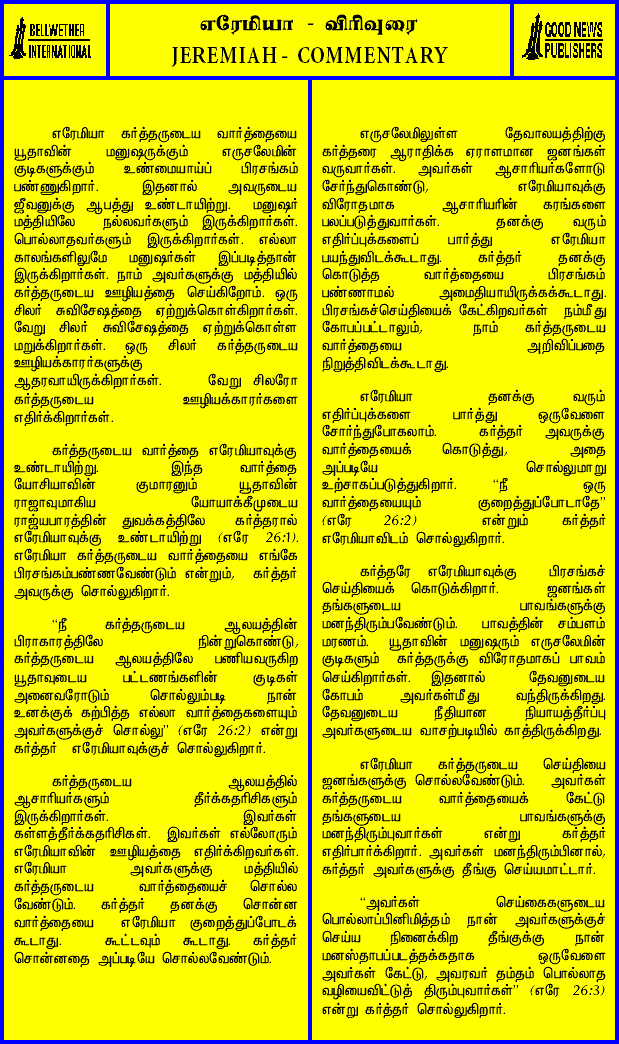 BELLWETHER
INTERNATIONAL
எரேமியா - விரிவுரை
JEREMIAH - COMMENTARY
GOOD NEWS
PUBLISHERS
எரேமியா கர்த்தருடைய வார்த்தையை
யூதாவின் மனுஷருக்கும் எருசலேமின்
குடிகளுக்கும் உண்மையாய்ப் பிரசங்கம்
பண்ணுகிறார். இதனால் அவருடைய
ஜீவனுக்கு ஆபத்து உண்டாயிற்று. மனுஷர்
மத்தியிலே நல்லவர்களும் இருக்கிறார்கள்.
பொல்லாதவர்களும் இருக்கிறார்கள். எல்லா
காலங்களிலுமே மனுஷர்கள் இப்படித்தான்
இருக்கிறார்கள். நாம் அவர்களுக்கு மத்தியில்
கர்த்தருடைய ஊழியத்தை செய்கிறோம். ஒரு
சிலர் சுவிசேஷத்தை ஏற்றுக்கொள்கிறார்கள்.
வேறு சிலர் சுவிசேஷத்தை ஏற்றுக்கொள்ள
மறுக்கிறார்கள். ஒரு சிலர் கர்த்தருடைய
ஊழியக்காரர்களுக்கு
ஆதரவாயிருக்கிறார்கள். வேறு சிலரோ
கர்த்தருடைய ஊழியக்காரர்களை
எதிர்க்கிறார்கள்.
கர்த்தருடைய வார்த்தை எரேமியாவுக்கு
உண்டாயிற்று. இந்த வார்த்தை
யோசியாவின் குமாரனும் யூதாவின்
ராஜாவுமாகிய யோயாக்கீமுடைய
ராஜ்யபாரத்தின் துவக்கத்திலே கர்த்தரால்
எரேமியாவுக்கு உண்டாயிற்று (எரே 26:1).
எரேமியா கர்த்தருடைய வார்த்தையை எங்கே
பிரசங்கம்பண்ணவேண்டும் என்றும், கர்த்தர்
அவருக்கு சொல்லுகிறார்.
“நீ கர்த்தருடைய ஆலயத்தின்
பிராகாரத்திலே நின்றுகொண்டு,
கர்த்தருடைய ஆலயத்திலே பணியவருகிற
யூதாவுடைய பட்டணங்களின் குடிகள்
அனைவரோடும் சொல்லும்படி நான்
உனக்குக் கற்பித்த எல்லா வார்த்தைகளையும்
அவர்களுக்குச் சொல்லு” (எரே 26:2) என்று
கர்த்தர் எரேமியாவுக்குச் சொல்லுகிறார்.
கர்த்தருடைய ஆலயத்தில்
ஆசாரியர்களும் தீர்க்கதரிசிகளும்
இருக்கிறார்கள். இவர்கள்
கள்ளத்தீர்க்கதரிசிகள். இவர்கள் எல்லோரும்
எரேமியாவின் ஊழியத்தை எதிர்க்கிறவர்கள்.
எரேமியா அவர்களுக்கு மத்தியில்
கர்த்தருடைய வார்த்தையைச் சொல்ல
வேண்டும். கர்த்தர் தனக்கு சொன்ன
வார்த்தையை எரேமியா குறைத்துப்போடக்
கூடாது. கூட்டவும் கூடாது. கர்த்தர்
சொன்னதை அப்படியே சொல்லவேண்டும்.
எருசலேமிலுள்ள தேவாலயத்திற்கு
கர்த்தரை ஆராதிக்க ஏராளமான ஜனங்கள்
வருவார்கள். அவர்கள் ஆசாரியர்களோடு
சேர்ந்துகொண்டு, எரேமியாவுக்கு
விரோதமாக ஆசாரியரின் கரங்களை
பலப்படுத்துவார்கள். தனக்கு வரும்
எதிர்ப்புக்களைப் பார்த்து எரேமியா
பயந்துவிடக்கூடாது. கர்த்தர் தனக்கு
கொடுத்த வார்த்தையை பிரசங்கம்
பண்ணாமல் அமைதியாயிருக்கக்கூடாது.
பிரசங்கச்செய்தியைக் கேட்கிறவர்கள் நம்மீது
கோபப்பட்டாலும், நாம் கர்த்தருடைய
வார்த்தையை அறிவிப்பதை
நிறுத்திவிடக்கூடாது.
எரேமியா தனக்கு வரும்
எதிர்ப்புக்களை பார்த்து ஒருவேளை
சோர்ந்துபோகலாம். கர்த்தர் அவருக்கு
வார்த்தையைக் கொடுத்து, அதை
அப்படியே சொல்லுமாறு
உற்சாகப்படுத்துகிறார். “நீ ஒரு
வார்த்தையையும் குறைத்துப்போடாதே”
(எரே 26:2) என்றும் கர்த்தர்
எரேமியாவிடம் சொல்லுகிறார்.
கர்த்தரே எரேமியாவுக்கு பிரசங்கச்
செய்தியைக் கொடுக்கிறார். ஜனங்கள்
தங்களுடைய பாவங்களுக்கு
மனந்திரும்பவேண்டும். பாவத்தின் சம்பளம்
மரணம். யூதாவின் மனுஷரும் எருசலேமின்
குடிகளும் கர்த்தருக்கு விரோதமாகப் பாவம்
செய்கிறார்கள். இதனால் தேவனுடைய
கோபம் அவர்கள்மீது வந்திருக்கிறது.
தேவனுடைய நீதியான நியாயத்தீர்ப்பு
அவர்களுடைய வாசற்படியில் காத்திருக்கிறது.
எரேமியா கர்த்தருடைய செய்தியை
ஜனங்களுக்கு சொல்லவேண்டும். அவர்கள்
கர்த்தருடைய வார்த்தையைக் கேட்டு
தங்களுடைய பாவங்களுக்கு
மனந்திரும்புவார்கள் என்று கர்த்தர்
எதிர்பார்க்கிறார். அவர்கள் மனந்திரும்பினால்,
கர்த்தர் அவர்களுக்கு தீங்கு செய்யமாட்டார்.
“அவர்கள் செய்கைகளுடைய
பொல்லாப்பினிமித்தம் நான் அவர்களுக்குச்
செய்ய நினைக்கிற தீங்குக்கு நான்
மனஸ்தாபப்படத்தக்கதாக ஒருவேளை
அவர்கள் கேட்டு, அவரவர் தம்தம் பொல்லாத
வழியைவிட்டுத் திரும்புவார்கள்” (எரே 26:3)
என்று கர்த்தர் சொல்லுகிறார்.